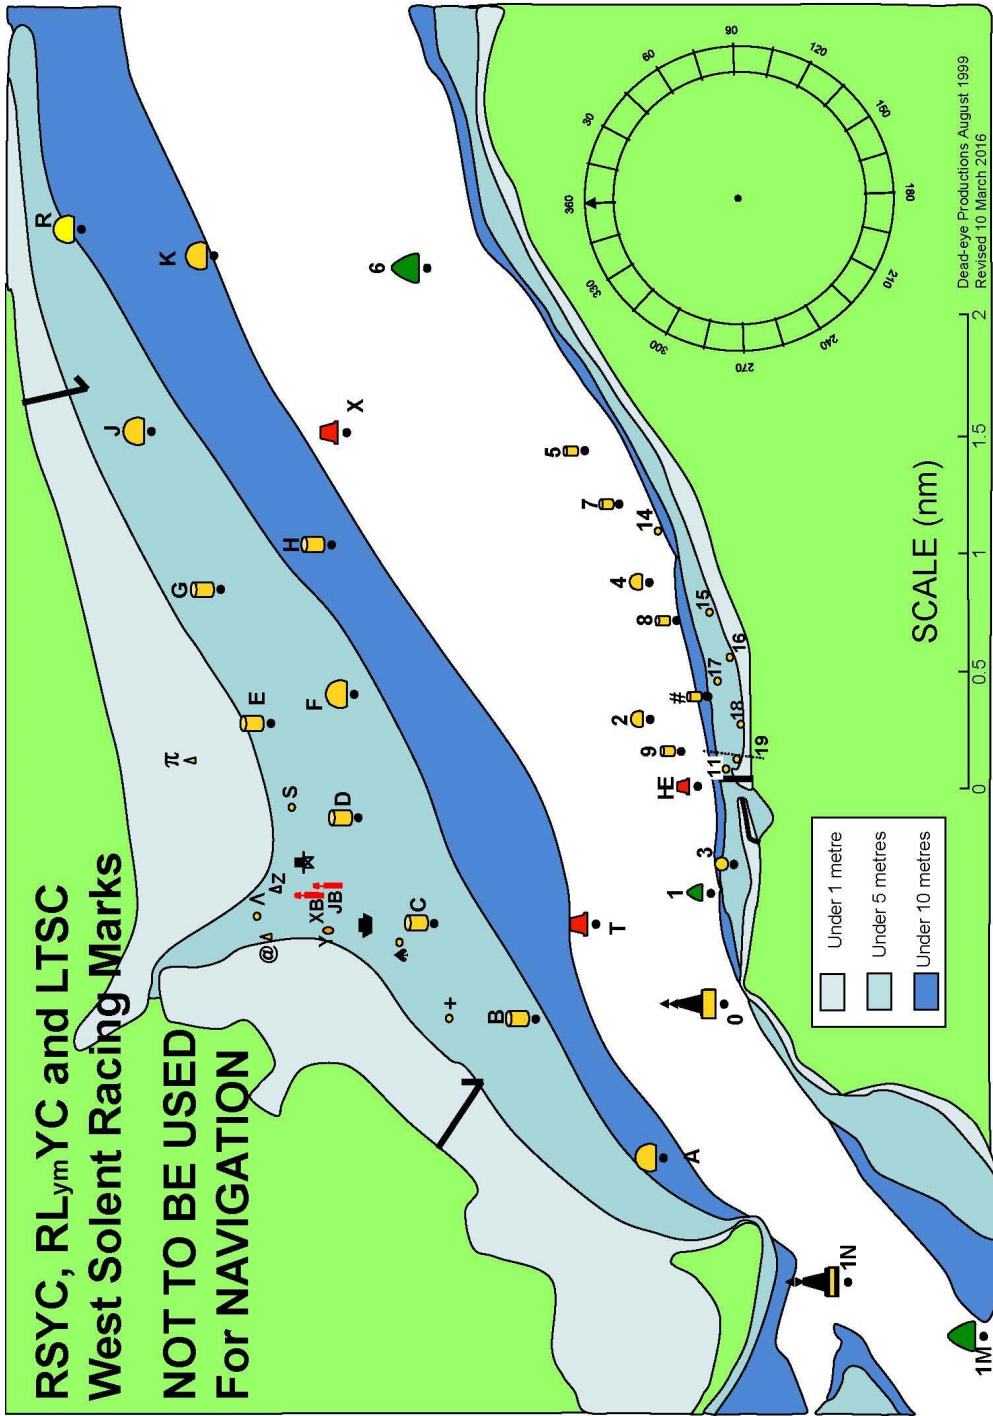 RSYC, RLymYC and LTSC
West Solent Racing Marks
NOT TO BE USED
For NAVIGATION
R
K
J
6
X
G
H
E
F
π
S
D
Z
Λ
@
XB
JB
Y
C
♠
+
B
T
A
5
7
14
4
8
15
16
17
#
18
2
9
19
11
HE
3
1
0
1N
1M
360
30
60
90
120
150
180
210
240
270
300
330
Under 1 metre
Under 5 metres
Under 10 metres
0
0.5
1
1.5
2
SCALE (nm)
Dead-eye Productions August 1999
Revised 10 March 2016